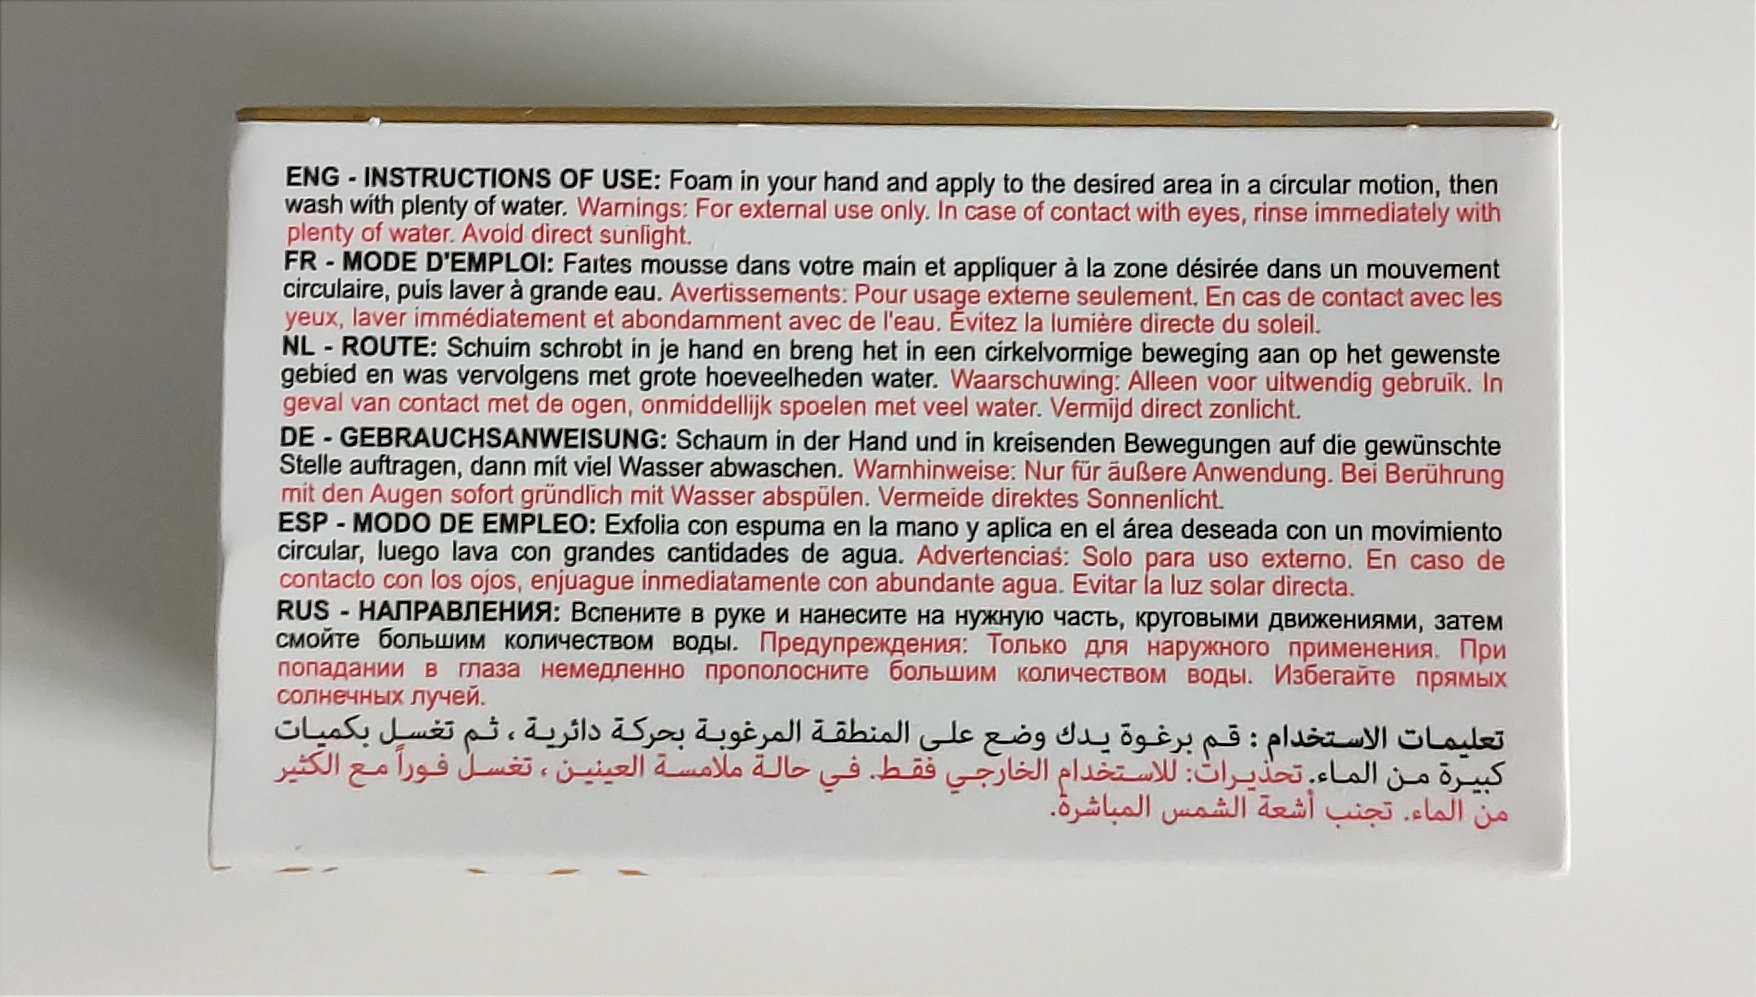 ENG - INSTRUCTIONS OF USE: Foam in your hand and apply to the desired area in a circular motion, then
wash with plenty of water. Warnings: For external use only. In case of contact with eyes, rinse immediately with
plenty of water. Avoid direct sunlight.
FR - MODE D'EMPLOI: Faites mousse dans votre main et appliquer à la zone désirée dans un mouvement
circulaire, puis laver à grande eau. Avertissements: Pour usage externe seulement. En cas de contact avec les
yeux, laver immédiatement et abondamment avec de l'eau. Évitez la lumière directe du soleil.
NL - ROUTE: Schuim schrobt in je hand en breng het in een cirkelvormige beweging aan op het gewenste
gebied en was vervolgens met grote hoeveelheden water. Waarschuwing: Alleen voor uitwendig gebruik. In
geval van contact met de ogen, onmiddellijk spoelen met veel water. Vermijd direct zonlicht.
DE - GEBRAUCHSANWEISUNG: Schaum in der Hand und in kreisenden Bewegungen auf die gewünschte
Stelle auftragen, dann mit viel Wasser abwaschen. Warnhinweise: Nur für äußere Anwendung. Bei Berührung
mit den Augen sofort gründlich mit Wasser abspülen. Vermeide direktes Sonnenlicht.
ESP - MODO DE EMPLEO: Exfolia con espuma en la mano y aplica en el área deseada con un movimiento
circular, luego lava con grandes cantidades de agua. Advertencias: Solo para uso externo. En caso de
contacto con los ojos, enjuague inmediatamente con abundante agua. Evitar la luz solar directa.
RUS - НАПРАВЛЕНИЯ: Вспените в руке и нанесите на нужную часть, круговыми движениями, затем
смойте большим количеством воды. Предупреждения: Только для наружного применения. При
попадании в глаза немедленно прополосните большим количеством воды. Избегайте прямых
солнечных лучей.
تعليمات الاستخدام : قم برغوة يدك وضع على المنطقة المرغوبة بحركة دائرية ، ثم تغسل بكميات
كبيرة من الماء. تحذيرات: للاستخدام الخارجي فقط. في حالة ملامسة العينين ، تغسل فوراً مع الكثير
من الماء. تجنب أشعة الشمس المباشرة.